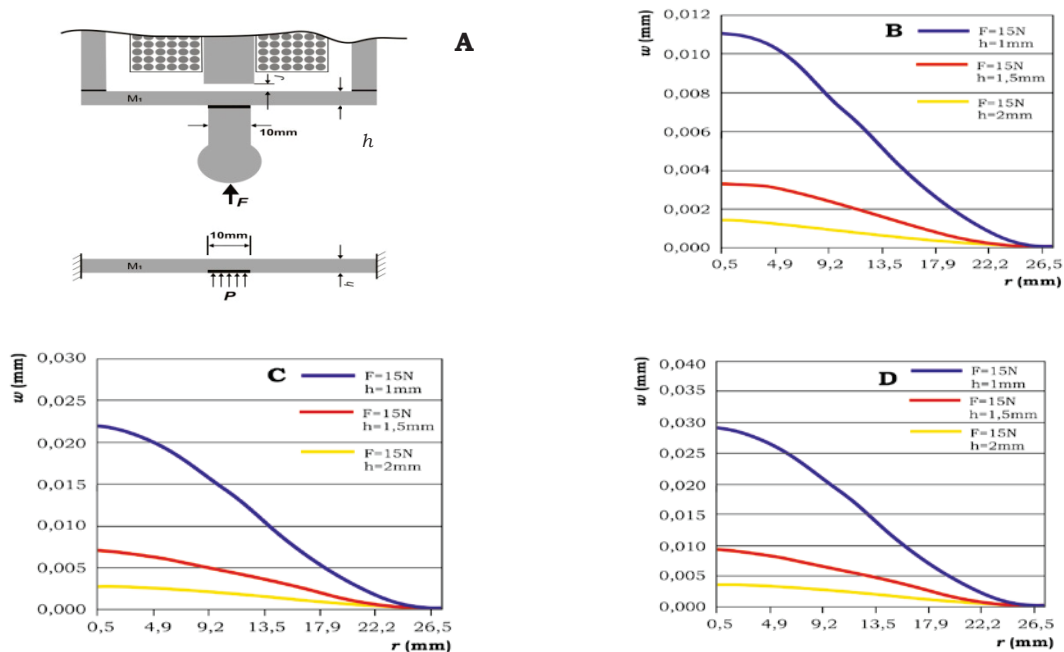 A
M₁
h
10mm
F
10mm
M₁
h
P
B
w (mm)
0,012
0,010
0,008
0,006
0,004
0,002
0,000
F=15N
h=1mm
F=15N
h=1,5mm
F=15N
h=2mm
0,5 4,9 9,2 13,5 17,9 22,2 26,5
r (mm)
C
w (mm)
0,030
0,025
0,020
0,015
0,010
0,005
0,000
F=15N
h=1mm
F=15N
h=1,5mm
F=15N
h=2mm
0,5 4,9 9,2 13,5 17,9 22,2 26,5
r (mm)
D
w (mm)
0,040
0,035
0,030
0,025
0,020
0,015
0,010
0,005
0,000
F=15N
h=1mm
F=15N
h=1,5mm
F=15N
h=2mm
0,5 4,9 9,2 13,5 17,9 22,2 26,5
r (mm)